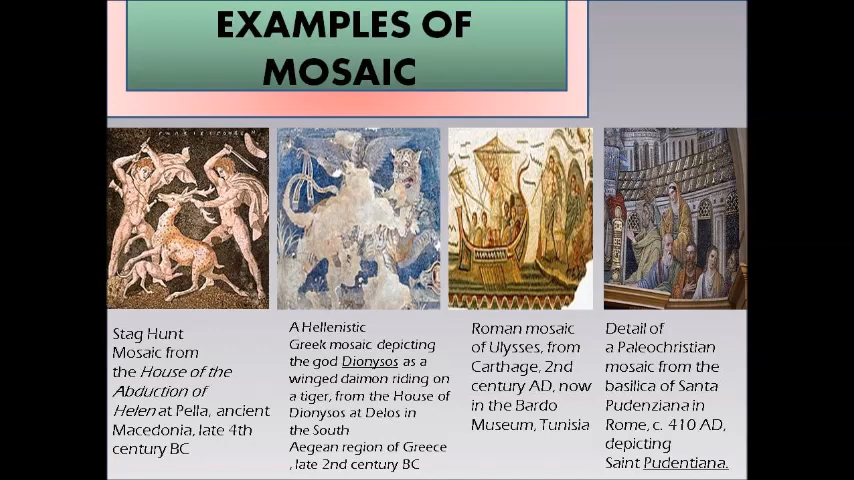 EXAMPLES OF
MOSAIC
Stag Hunt
Mosaic from
the House of the
Abduction of
Helen at Pella, ancient
Macedonia, late 4th
century BC
A Hellenistic
Greek mosaic depicting
the god Dionysos as a
winged daimon riding on
a tiger, from the House of
Dionysos at Delos in
the South
Aegean region of Greece
, late 2nd century BC
Roman mosaic
of Ulysses, from
Carthage, 2nd
century AD, now
in the Bardo
Museum, Tunisia
Detail of
a Paleochristian
mosaic from the
basilica of Santa
Pudenziana in
Rome, c. 410 AD,
depicting
Saint Pudentiana.